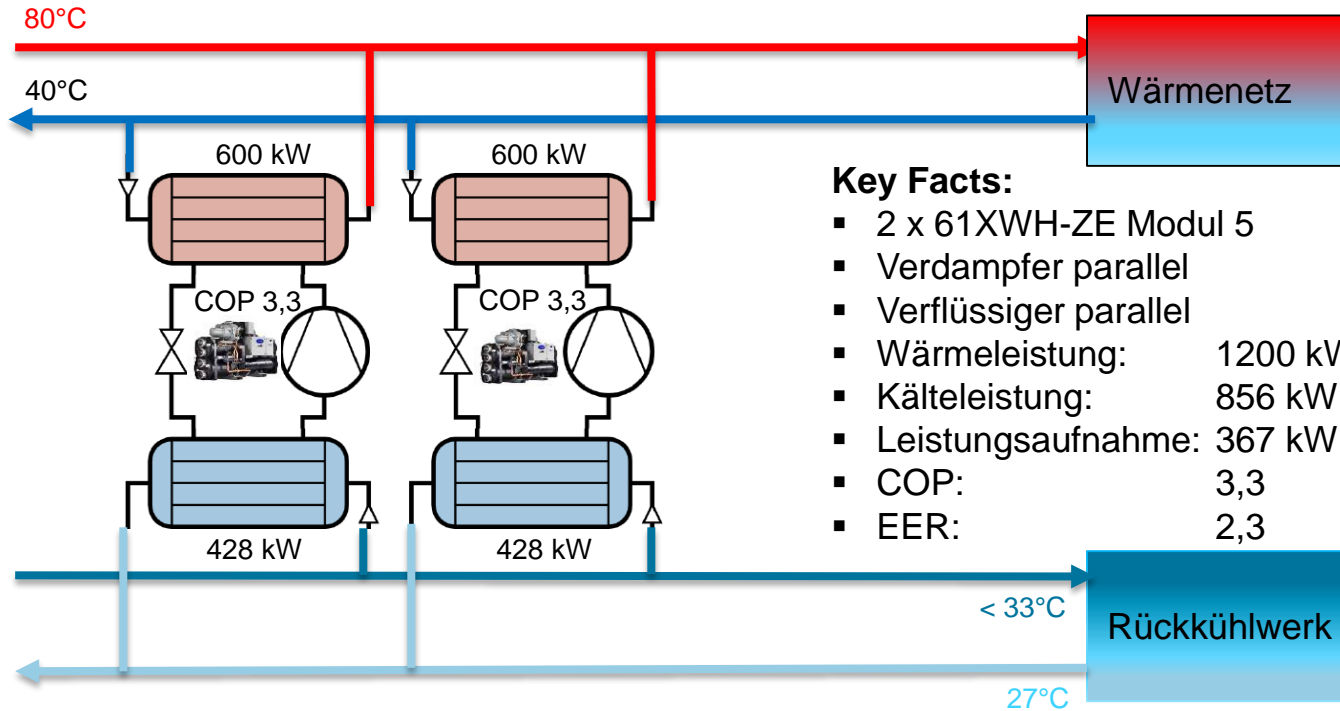 80°C
40°C
Wärmenetz
600 kW
600 kW
Key Facts:
▪ 2 x 61XWH-ZE Modul 5
▪ Verdampfer parallel
▪ Verflüssiger parallel
▪ Wärmeleistung: 1200 kW
▪ Kälteleistung: 856 kW
▪ Leistungsaufnahme: 367 kW
▪ COP: 3,3
▪ EER: 2,3
COP 3,3
COP 3,3
428 kW
428 kW
< 33°C
Rückkühlwerk
27°C